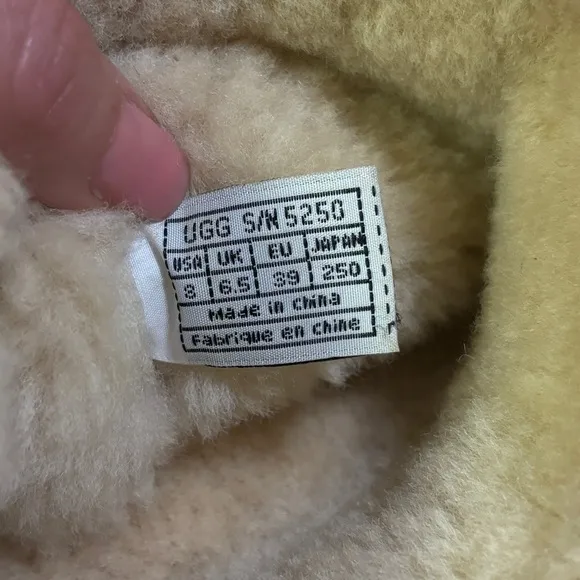 UGG S/N 5250
USA UK EU JAPAN
8 6.5 39 250
Made in China
Fabrique en Chine